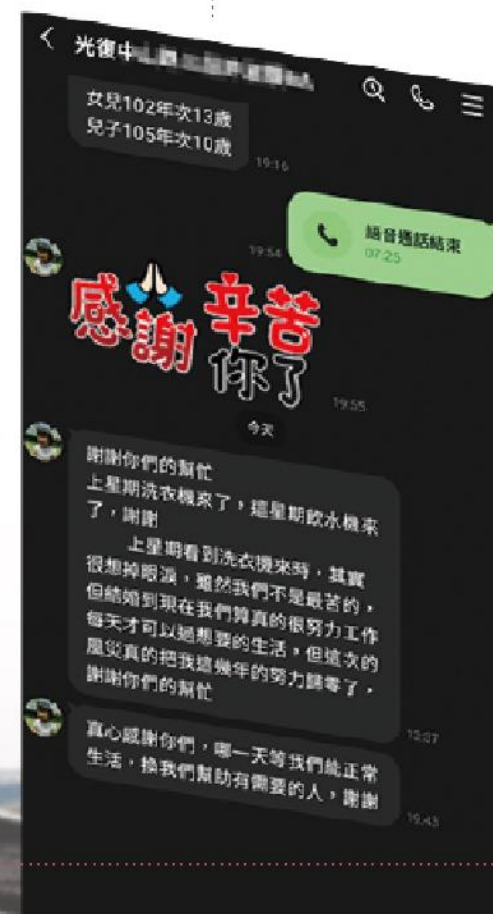 光復中
女兒102年次13歲
兒子105年次10歲
19:16
語音通話結束
07:25
19:54
感謝 辛苦
你了
19:55
今天
謝謝你們的幫忙
上星期洗衣機來了，這星期飲水機來
了，謝謝
上星期看到洗衣機來時，其實
很想掉眼淚，雖然我們不是最苦的，
但結婚到現在我們算真的很努力工作
每天才可以過想要的生活，但這次的
風災真的把我這幾年的努力歸零了，
謝謝你們的幫忙
真心感謝你們，哪一天等我們能正常
生活，換我們幫助有需要的人，謝謝
19:43